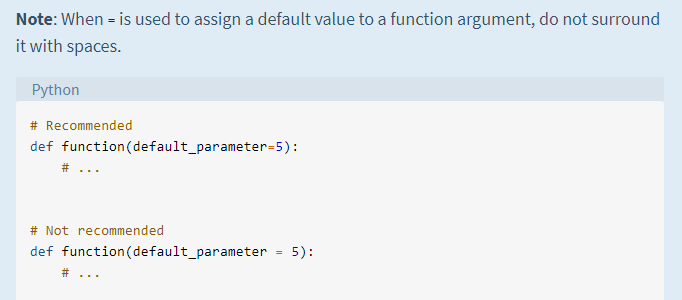 Note: When = is used to assign a default value to a function argument, do not surround
it with spaces.
Python
# Recommended
def function(default_parameter=5):
    # ...
# Not recommended
def function(default_parameter = 5):
    # ...